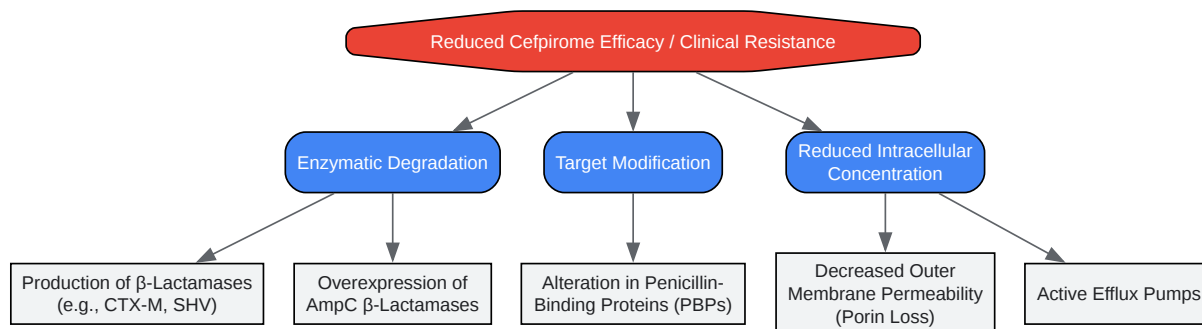 Reduced Cefpirome Efficacy / Clinical Resistance
Enzymatic Degradation
Target Modification
Reduced Intracellular
Concentration
Production of β-Lactamases
(e.g., CTX-M, SHV)
Overexpression of
AmpC β-Lactamases
Alteration in Penicillin-
Binding Proteins (PBPs)
Decreased Outer
Membrane Permeability
(Porin Loss)
Active Efflux Pumps